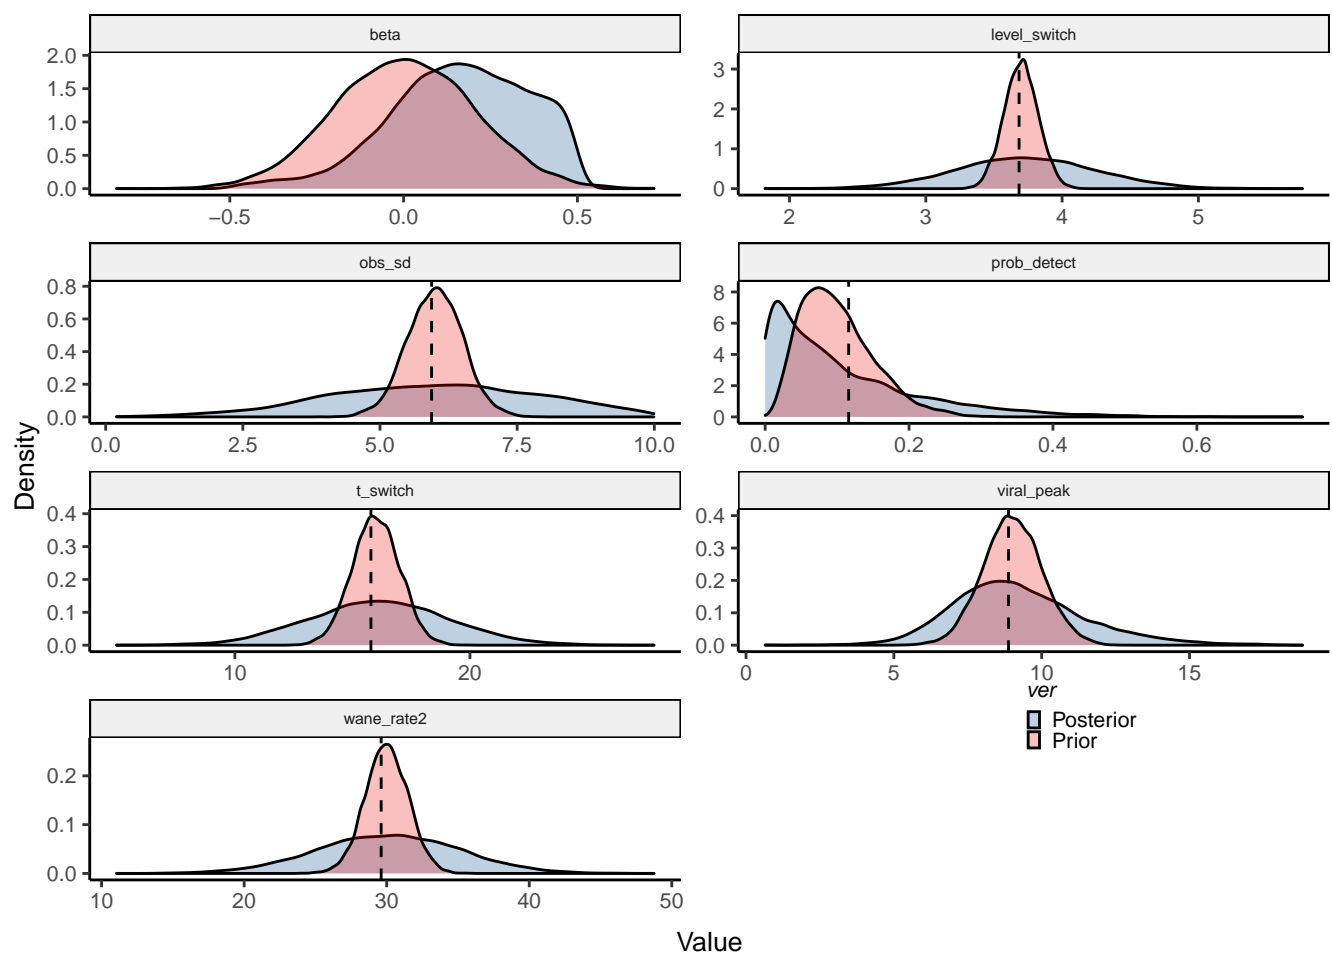 beta
2.0
1.5
1.0
0.5
0.0
−0.5 0.0 0.5
level_switch
3
2
1
0
2 3 4 5
obs_sd
0.8
0.6
0.4
0.2
0.0
0.0 2.5 5.0 7.5 10.0
prob_detect
8
6
4
2
0
0.0 0.2 0.4 0.6
t_switch
0.4
0.3
0.2
0.1
0.0
10 20
viral_peak
0.4
0.3
0.2
0.1
0.0
0 5 10 15
wane_rate2
0.2
0.1
0.0
10 20 30 40 50
ver
Posterior
Prior
Density
Value